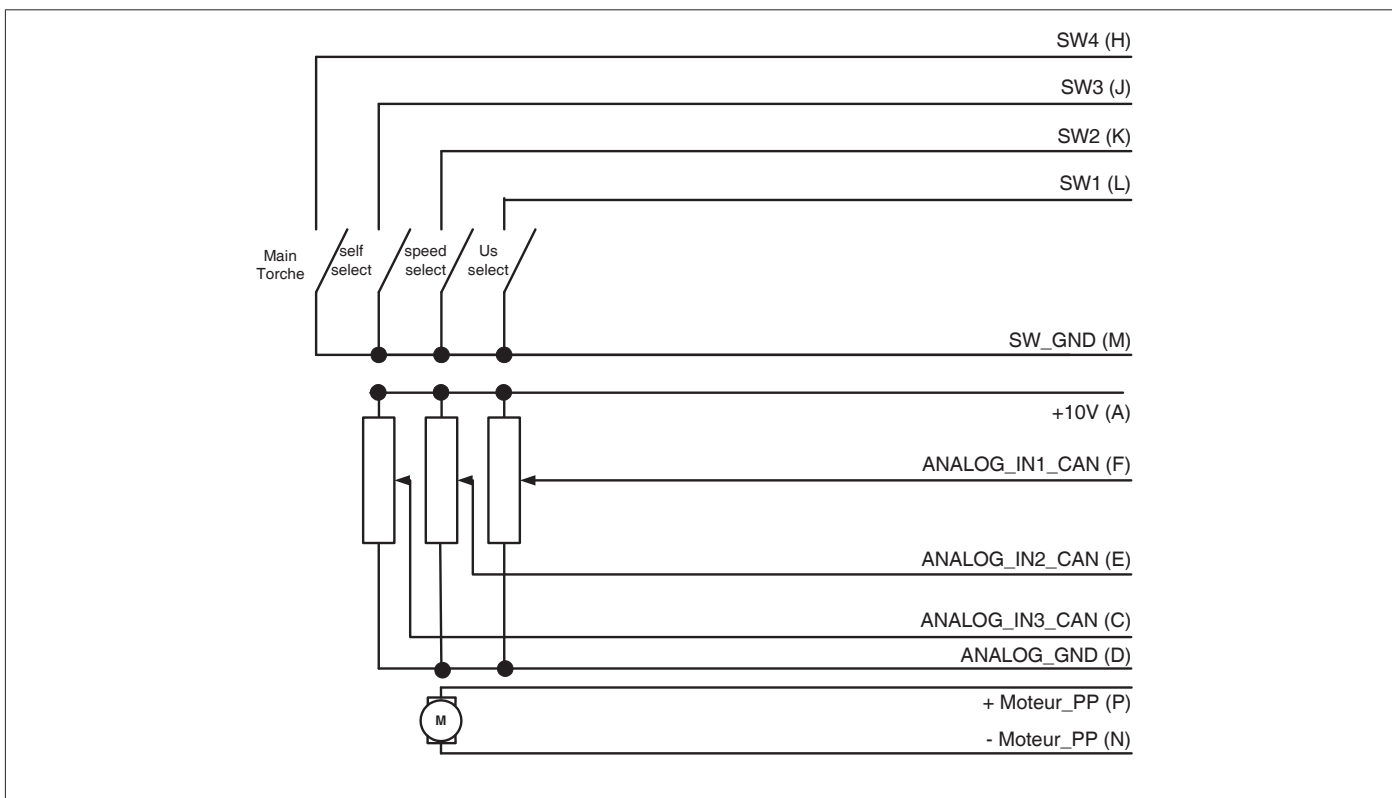 SW4 (H)
SW3 (J)
SW2 (K)
SW1 (L)
Main
Torche
self
select
speed
select
Us
select
SW_GND (M)
+10V (A)
ANALOG_IN1_CAN (F)
ANALOG_IN2_CAN (E)
ANALOG_IN3_CAN (C)
ANALOG_GND (D)
+ Moteur_PP (P)
M
- Moteur_PP (N)